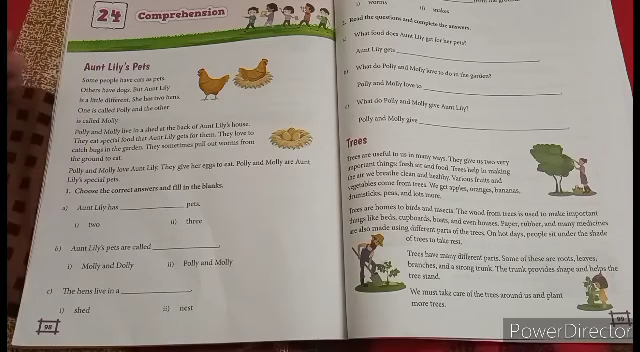 24 Comprehension
Aunt Lily's Pets
Some people have cats as pets.
Others have dogs. But Aunt Lily
is a little different. She has two hens.
One is called Polly and the other
is called Molly.
Polly and Molly live in a shed at the back of Aunt Lily's house.
They eat special food that Aunt Lily gets for them. They love to
catch bugs in the garden. They sometimes pull out worms from
the ground to eat.
Polly and Molly love Aunt Lily. They give her eggs to eat. Polly and Molly are Aunt
Lily's special pets.
1. Choose the correct answers and fill in the blanks.
a) Aunt Lily has ____________ pets.
i) two ii) three
b) Aunt Lily's pets are called ____________.
i) Molly and Dolly ii) Polly and Molly
c) The hens live in a ____________.
i) shed ii) nest
98
i) worms ii) snakes
2. Read the questions and complete the answers.
What food does Aunt Lily get for her pets?
Aunt Lily gets ____________
b) What do Polly and Molly love to do in the garden?
Polly and Molly love to ____________.
c) What do Polly and Molly give Aunt Lily?
Polly and Molly give ____________.
Trees
Trees are useful to us in many ways. They give us two very
important things: fresh air and food. Trees help in making
the air we breathe clean and healthy. Various fruits and
vegetables come from trees. We get apples, oranges, bananas,
drumsticks, peas, and lots more.
Trees are homes to birds and insects. The wood from trees is used to make important
things like beds, cupboards, boats, and even houses. Paper, rubber, and many medicines
are also made using different parts of the trees. On hot days, people sit under the shade
of trees to take rest.
Trees have many different parts. Some of these are roots, leaves,
branches, and a strong trunk. The trunk provides shape and helps the
tree stand.
We must take care of the trees around us and plant
more trees.
99
PowerDirector